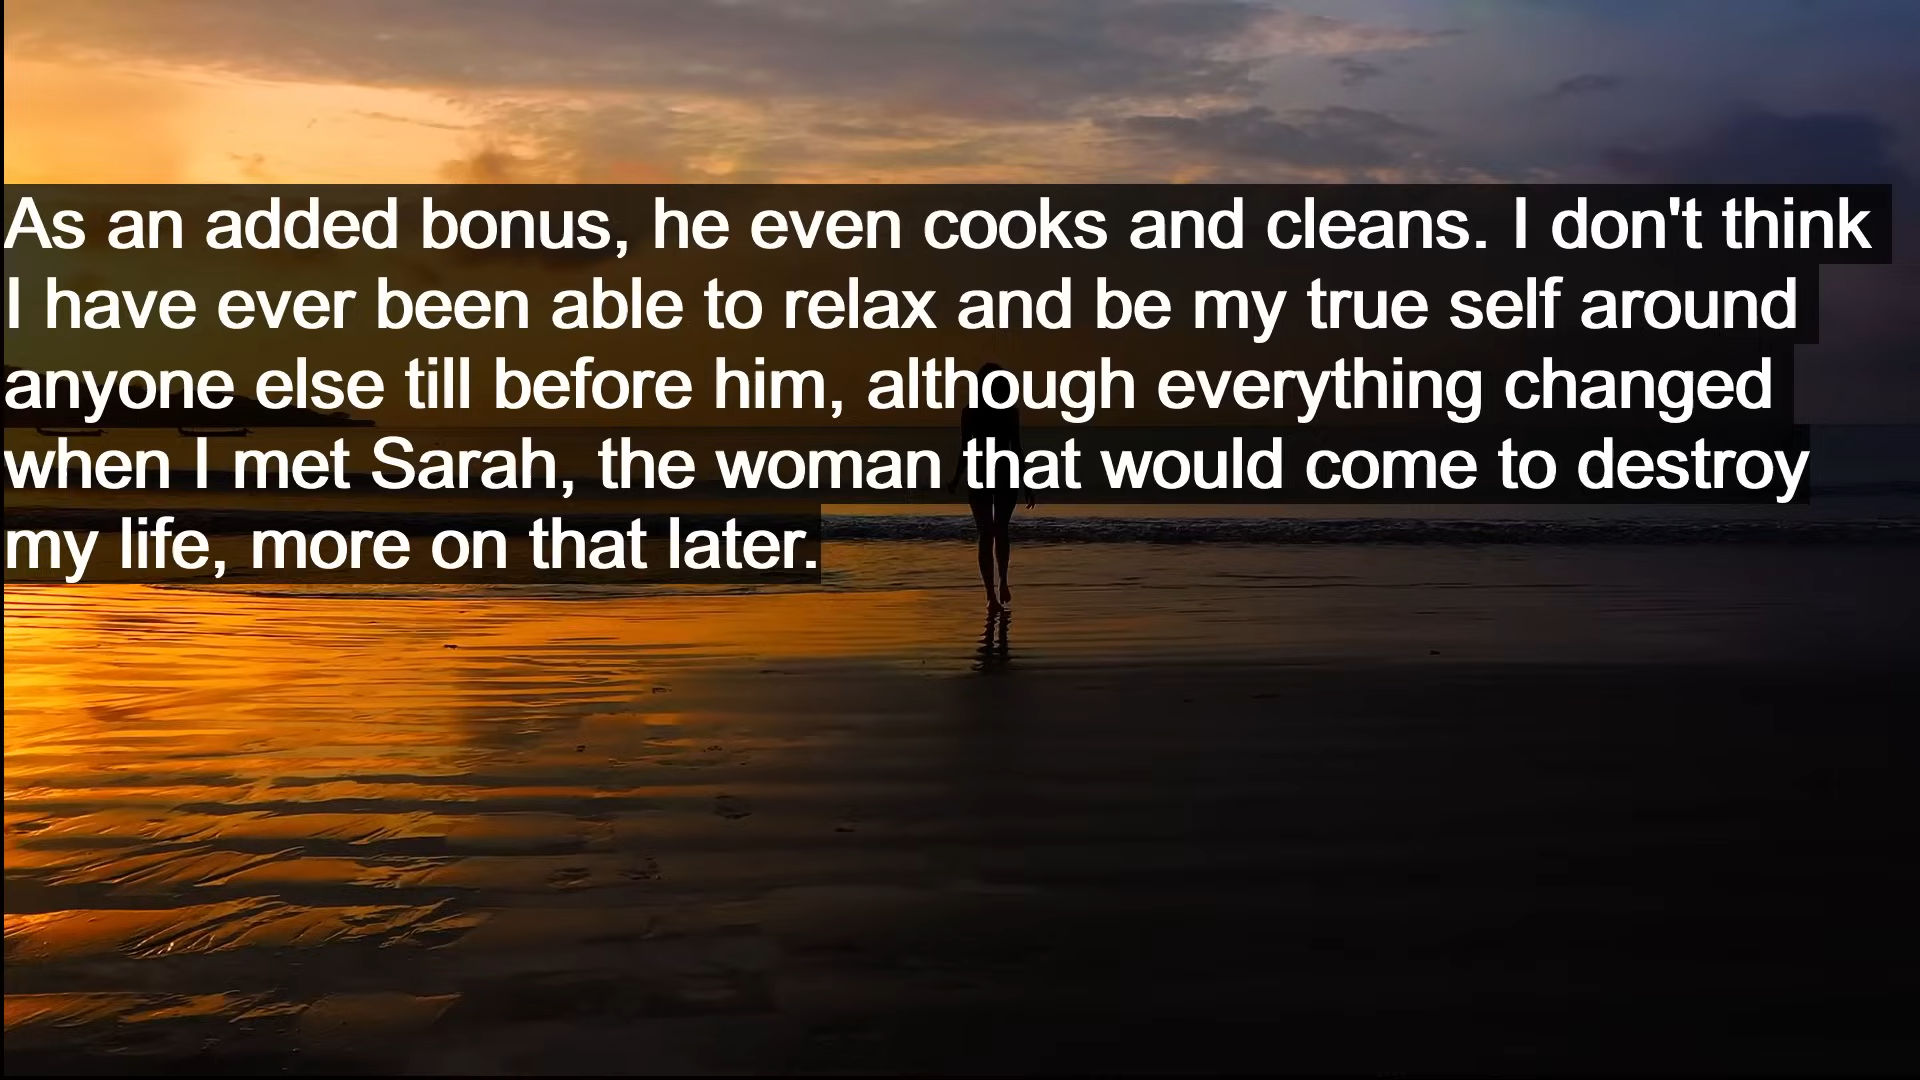 As an added bonus, he even cooks and cleans. I don't think
I have ever been able to relax and be my true self around
anyone else till before him, although everything changed
when I met Sarah, the woman that would come to destroy
my life, more on that later.